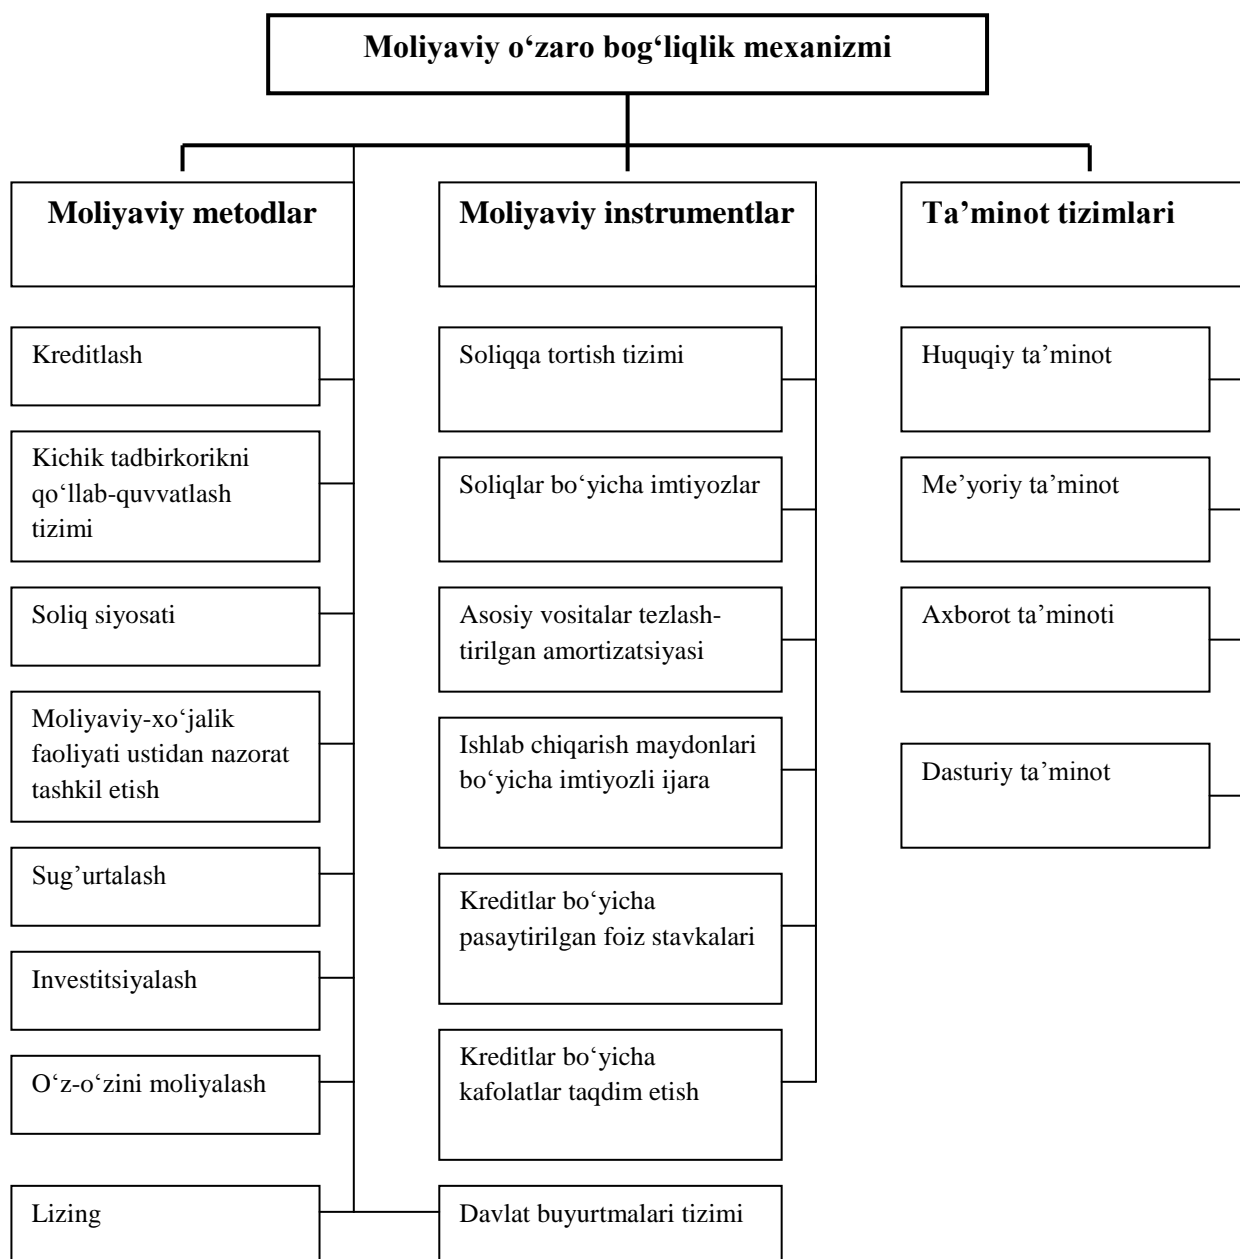 Moliyaviy o‘zaro bog‘liqlik mexanizmi
Moliyaviy metodlar
Kreditlash
Kichik tadbirkorikni
qo‘llab-quvvatlash
tizimi
Soliq siyosati
Moliyaviy-xo‘jalik
faoliyati ustidan nazorat
tashkil etish
Sug’urtalash
Investitsiyalash
O‘z-o‘zini moliyalash
Lizing
Moliyaviy instrumentlar
Soliqqa tortish tizimi
Soliqlar bo‘yicha imtiyozlar
Asosiy vositalar tezlash-
tirilgan amortizatsiyasi
Ishlab chiqarish maydonlari
bo‘yicha imtiyozli ijara
Kreditlar bo‘yicha
pasaytirilgan foiz stavkalari
Kreditlar bo‘yicha
kafolatlar taqdim etish
Davlat buyurtmalari tizimi
Ta’minot tizimlari
Huquqiy ta’minot
Me’yoriy ta’minot
Axborot ta’minoti
Dasturiy ta’minot